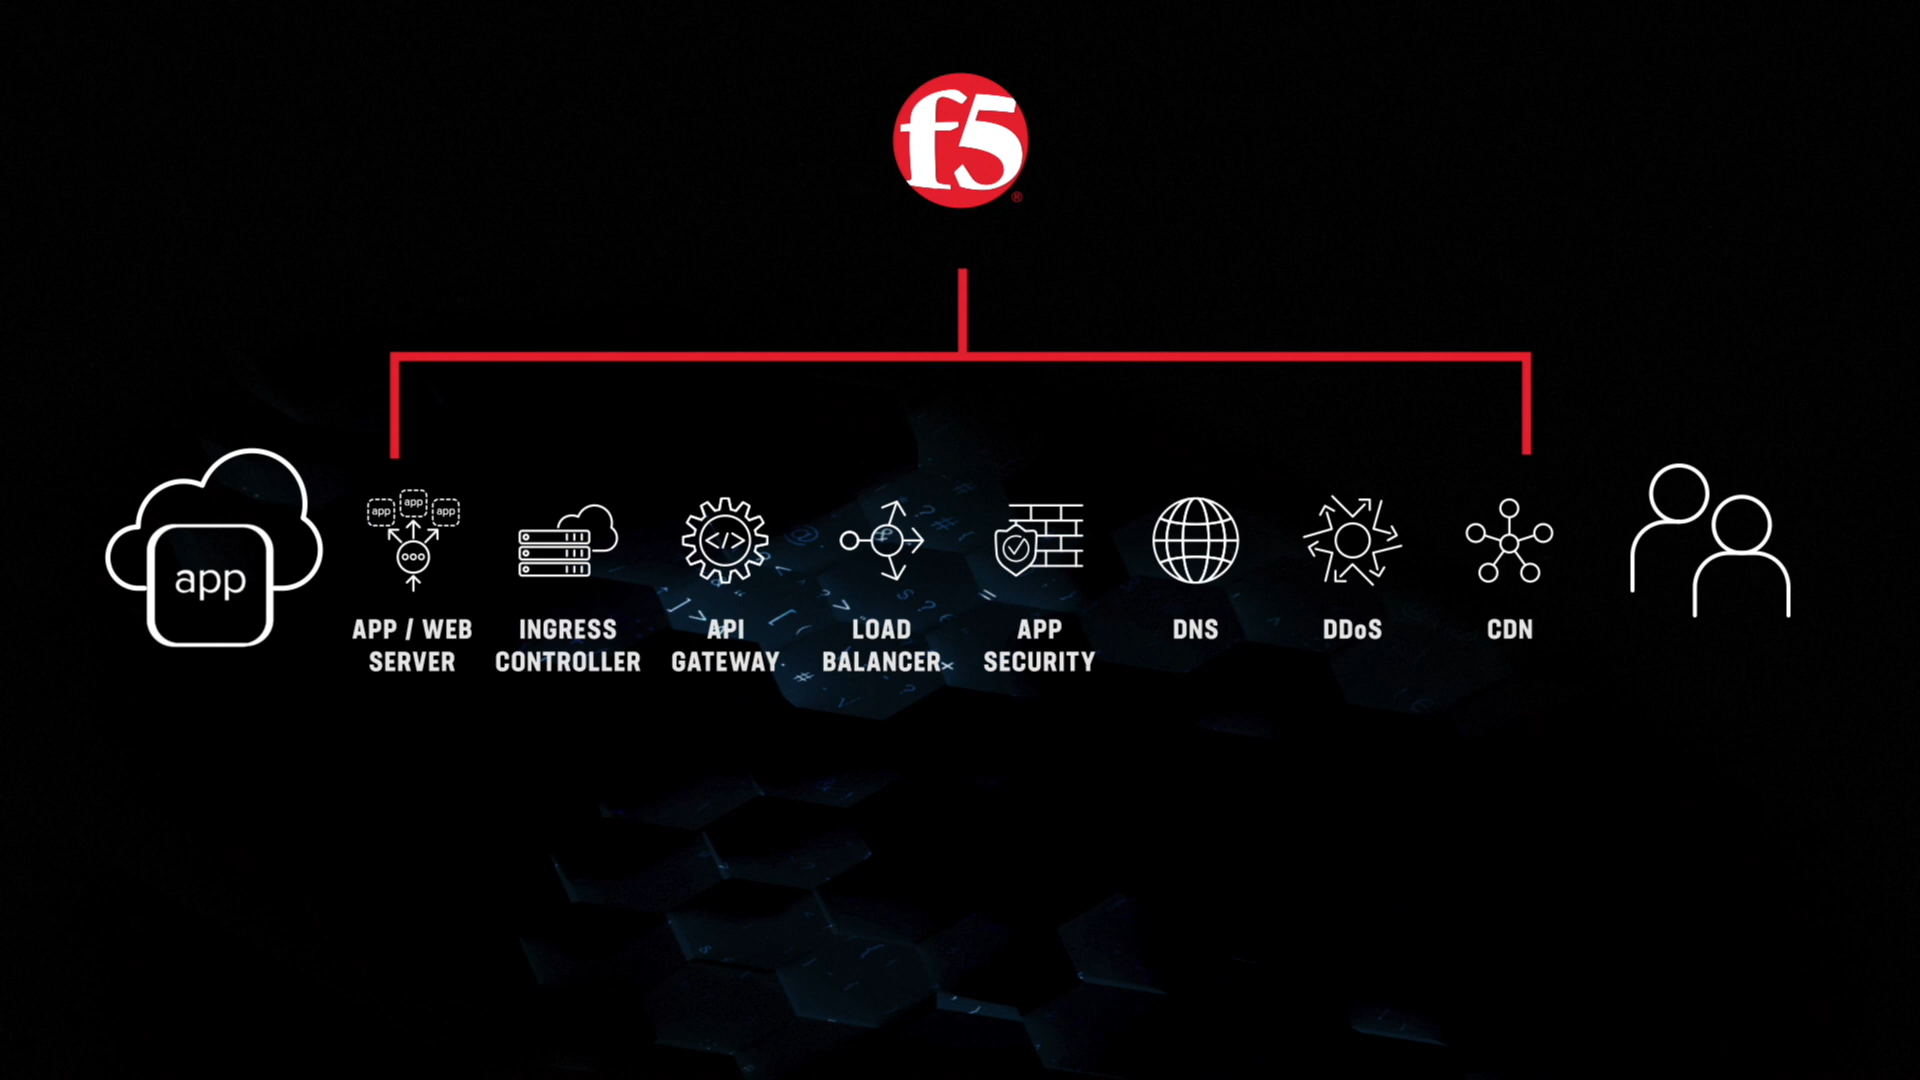 f5
®
app
app
app
app
APP / WEB
SERVER
INGRESS
CONTROLLER
API
GATEWAY
LOAD
BALANCER
APP
SECURITY
DNS
DDoS
CDN